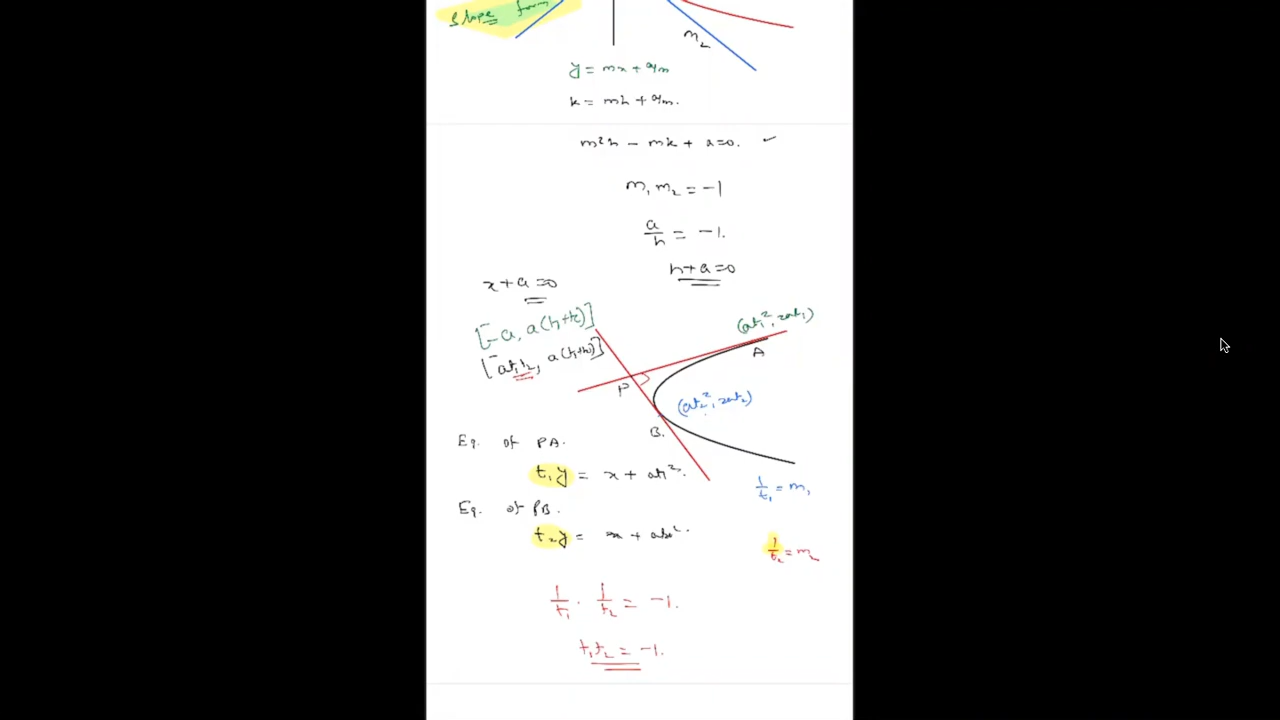 slope form
m₂
y = mx + a/m
k = mh + a/m.
m²h - mk + a=0.
m₁ m₂ = -1
a/h = -1.
h+a=0
x+a=0
[-a, a(t₁+t₂)]
[at₁t₂, a(t₁+t₂)]
(at₁², 2at₁)
A
P
(at₂², 2at₂)
B.
Eq. of PA.
t₁y = x + at₁².
1/t₁ = m₁
Eq. of PB.
t₂y = x + at₂².
1/t₂ = m₂
1/t₁ . 1/t₂ = -1.
t₁t₂ = -1.